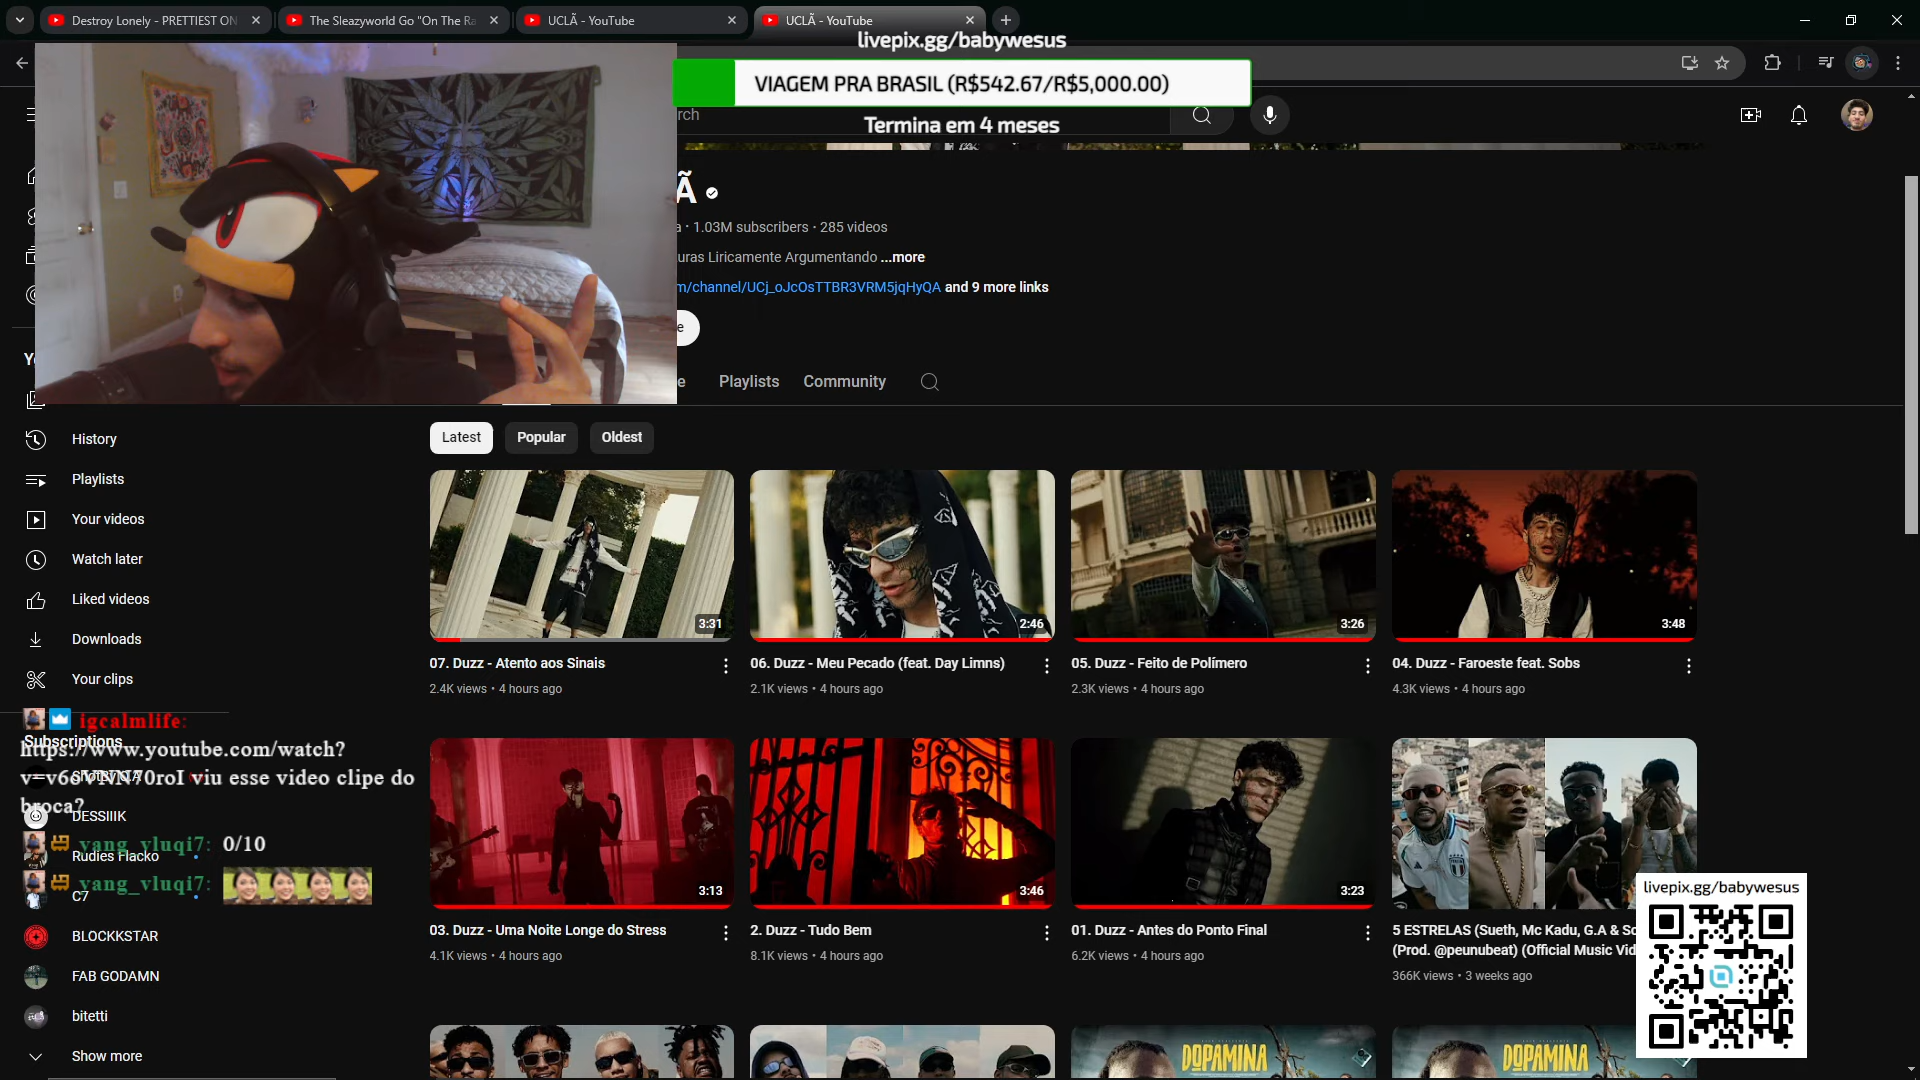 Destroy Lonely - PRETTIEST ON
The Sleazyworld Go "On The Ra
UCLÃ - YouTube
UCLÃ - YouTube
livepix.gg/babywesus
VIAGEM PRA BRASIL (R$542.67/R$5,000.00)
Termina em 4 meses
rch
Ã
a • 1.03M subscribers • 285 videos
uras Liricamente Argumentando ...more
m/channel/UCj_oJcOsTTBR3VRM5jqHyQA and 9 more links
e
e Playlists Community
Latest Popular Oldest
Y
History
Playlists
Your videos
Watch later
Liked videos
Downloads
Your clips
Subscriptions
DESSIIIK
Rudies Flacko
C7
BLOCKKSTAR
FAB GODAMN
bitetti
Show more
igcalmlife:
https://www.youtube.com/watch?
viu esse video clipe do
broca?
yang_yluqi7: 0/10
yang_yluqi7:
3:31
07. Duzz - Atento aos Sinais
2.4K views • 4 hours ago
2:46
06. Duzz - Meu Pecado (feat. Day Limns)
2.1K views • 4 hours ago
3:26
05. Duzz - Feito de Polímero
2.3K views • 4 hours ago
3:48
04. Duzz - Faroeste feat. Sobs
4.3K views • 4 hours ago
3:13
03. Duzz - Uma Noite Longe do Stress
4.1K views • 4 hours ago
3:46
2. Duzz - Tudo Bem
8.1K views • 4 hours ago
3:23
01. Duzz - Antes do Ponto Final
6.2K views • 4 hours ago
5 ESTRELAS (Sueth, Mc Kadu, G.A & So
(Prod. @peunubeat) (Official Music Vid
366K views • 3 weeks ago
livepix.gg/babywesus
DOPAMINA
DOPAMINA